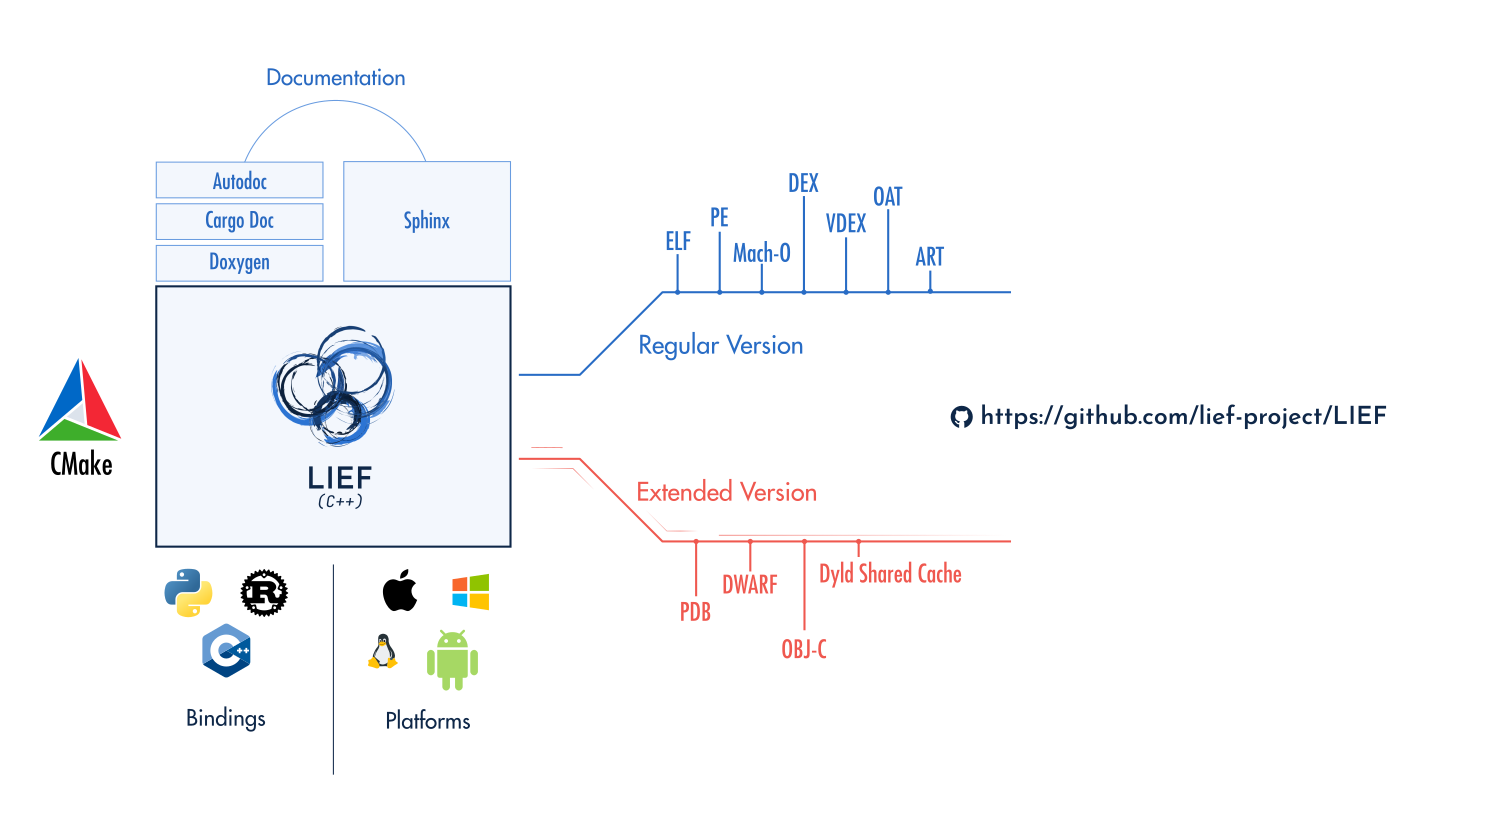 Documentation
Autodoc
Cargo Doc
Doxygen
Sphinx
CMake
LIEF
(C++)
Bindings
Platforms
ELF
PE
Mach-O
DEX
VDEX
OAT
ART
Regular Version
https://github.com/lief-project/LIEF
Extended Version
PDB
DWARF
OBJ-C
Dyld Shared Cache
R
C++